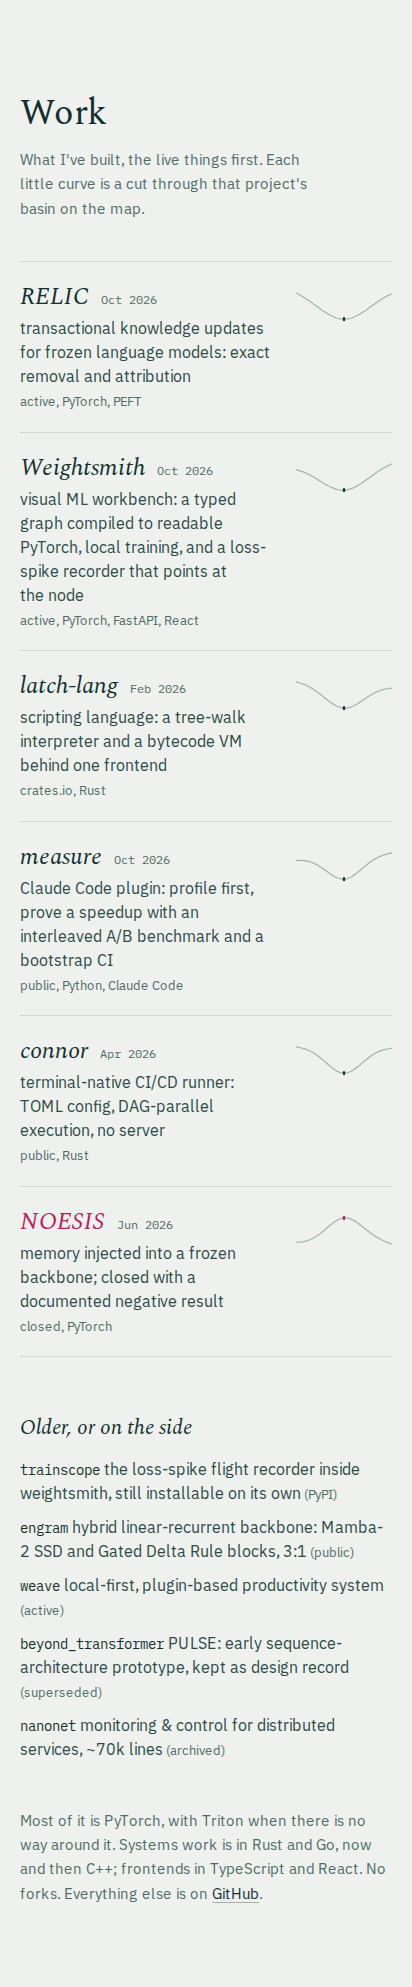 Work
What I've built, the live things first. Each
little curve is a cut through that project's
basin on the map.
RELIC Oct 2026
transactional knowledge updates
for frozen language models: exact
removal and attribution
active, PyTorch, PEFT
Weightsmith Oct 2026
visual ML workbench: a typed
graph compiled to readable
PyTorch, local training, and a loss-
spike recorder that points at
the node
active, PyTorch, FastAPI, React
latch-lang Feb 2026
scripting language: a tree-walk
interpreter and a bytecode VM
behind one frontend
crates.io, Rust
measure Oct 2026
Claude Code plugin: profile first,
prove a speedup with an
interleaved A/B benchmark and a
bootstrap CI
public, Python, Claude Code
connor Apr 2026
terminal-native CI/CD runner:
TOML config, DAG-parallel
execution, no server
public, Rust
NOESIS Jun 2026
memory injected into a frozen
backbone; closed with a
documented negative result
closed, PyTorch
Older, or on the side
trainscope the loss-spike flight recorder inside
weightsmith, still installable on its own (PyPI)
engram hybrid linear-recurrent backbone: Mamba-
2 SSD and Gated Delta Rule blocks, 3:1 (public)
weave local-first, plugin-based productivity system
(active)
beyond_transformer PULSE: early sequence-
architecture prototype, kept as design record
(superseded)
nanonet monitoring & control for distributed
services, ~70k lines (archived)
Most of it is PyTorch, with Triton when there is no
way around it. Systems work is in Rust and Go, now
and then C++; frontends in TypeScript and React. No
forks. Everything else is on GitHub.